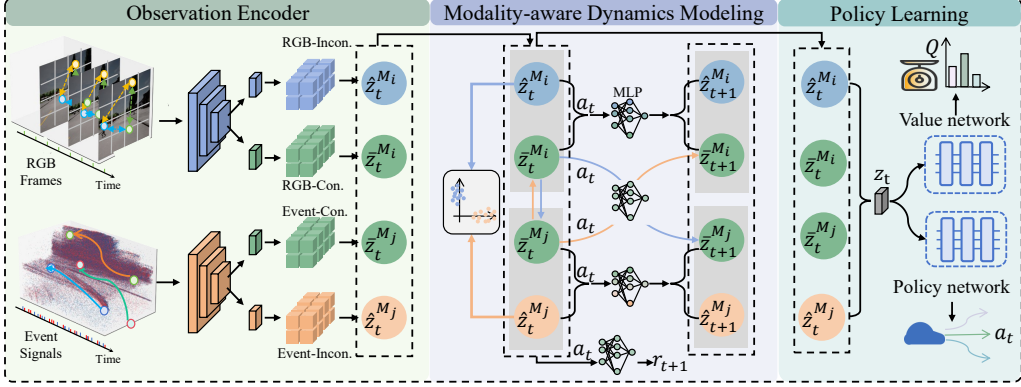 Observation Encoder
RGB-Incon.
RGB
Frames
Time
RGB-Con.
Event-Con.
Event
Signals
Time
Event-Incon.
ẑ_t^{M_i}
z̄_t^{M_i}
z̄_t^{M_j}
ẑ_t^{M_j}
Modality-aware Dynamics Modeling
ẑ_t^{M_i}
z̄_t^{M_i}
z̄_t^{M_j}
ẑ_t^{M_j}
a_t
MLP
a_t
a_t
a_t
a_t
r_{t+1}
ẑ_{t+1}^{M_i}
z̄_{t+1}^{M_i}
z̄_{t+1}^{M_j}
ẑ_{t+1}^{M_j}
Policy Learning
ẑ_t^{M_i}
z̄_t^{M_i}
z̄_t^{M_j}
ẑ_t^{M_j}
z_t
Q
Value network
Policy network
a_t